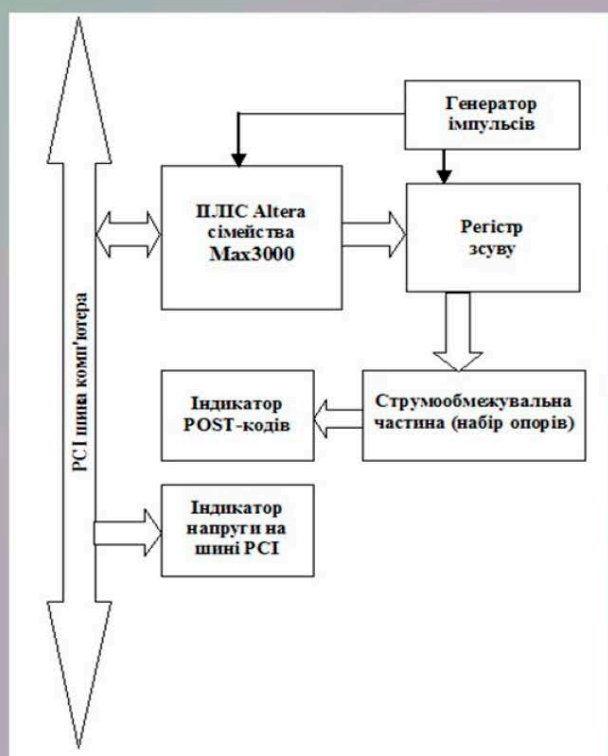 Генератор
імпульсів
ПЛІС Altera
сімейства
Max3000
Регістр
зсуву
PCI шина комп'ютера
Індикатор
POST-кодів
Струмообмежувальна
частина (набір опорів)
Індикатор
напруги на
шині PCI